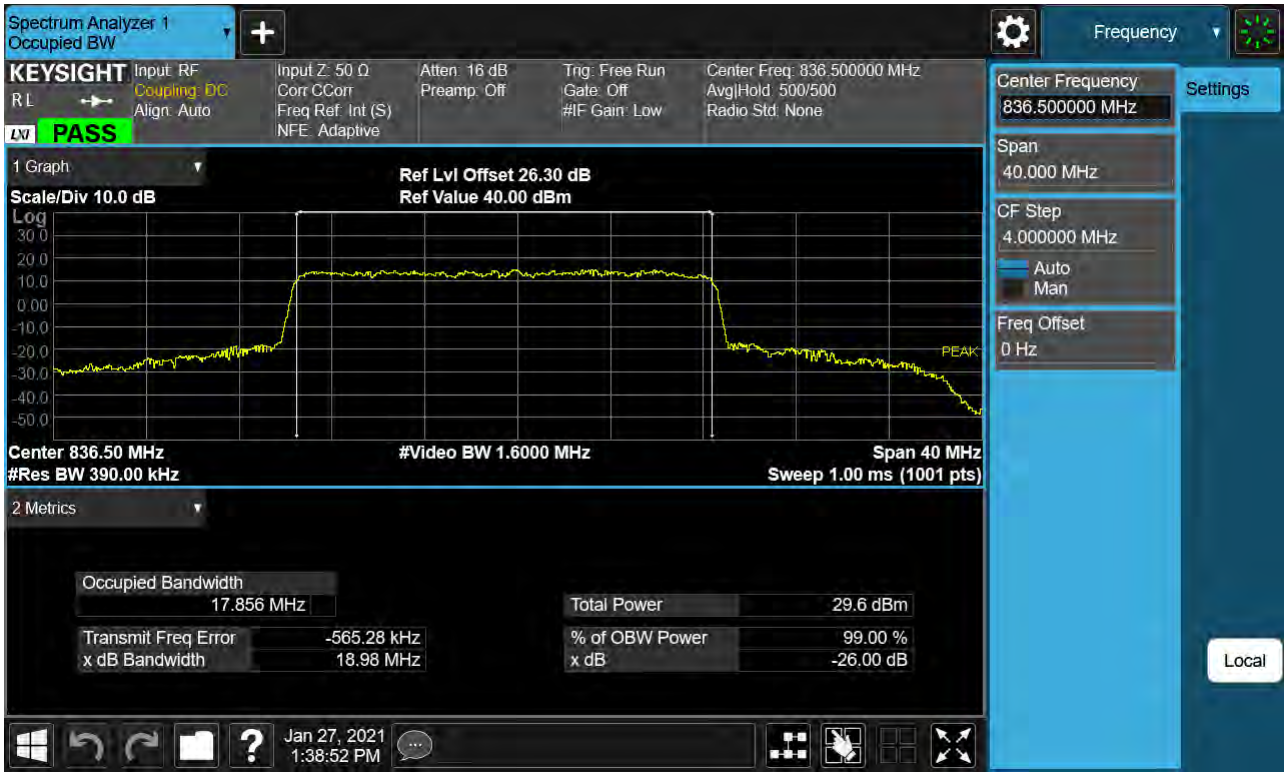 Spectrum Analyzer 1
Occupied BW
+
Frequency
KEYSIGHT
Input: RF
Coupling: DC
Align: Auto
Input Z: 50 Ω
Corr CCorr
Freq Ref: Int (S)
NFE: Adaptive
Atten: 16 dB
Preamp: Off
Trig: Free Run
Gate: Off
#IF Gain: Low
Center Freq: 836.500000 MHz
Avg|Hold: 500/500
Radio Std: None
RL
LXI
PASS
Center Frequency
836.500000 MHz
Settings
Span
40.000 MHz
CF Step
4.000000 MHz
Auto
Man
Freq Offset
0 Hz
1 Graph
Scale/Div 10.0 dB
Ref Lvl Offset 26.30 dB
Ref Value 40.00 dBm
Log
30.0
20.0
10.0
0.00
-10.0
-20.0
-30.0
-40.0
-50.0
PEAK
Center 836.50 MHz
#Video BW 1.6000 MHz
Span 40 MHz
#Res BW 390.00 kHz
Sweep 1.00 ms (1001 pts)
2 Metrics
Occupied Bandwidth
17.856 MHz
Total Power 29.6 dBm
Transmit Freq Error -565.28 kHz
% of OBW Power 99.00 %
x dB Bandwidth 18.98 MHz
x dB -26.00 dB
Local
?
Jan 27, 2021
1:38:52 PM